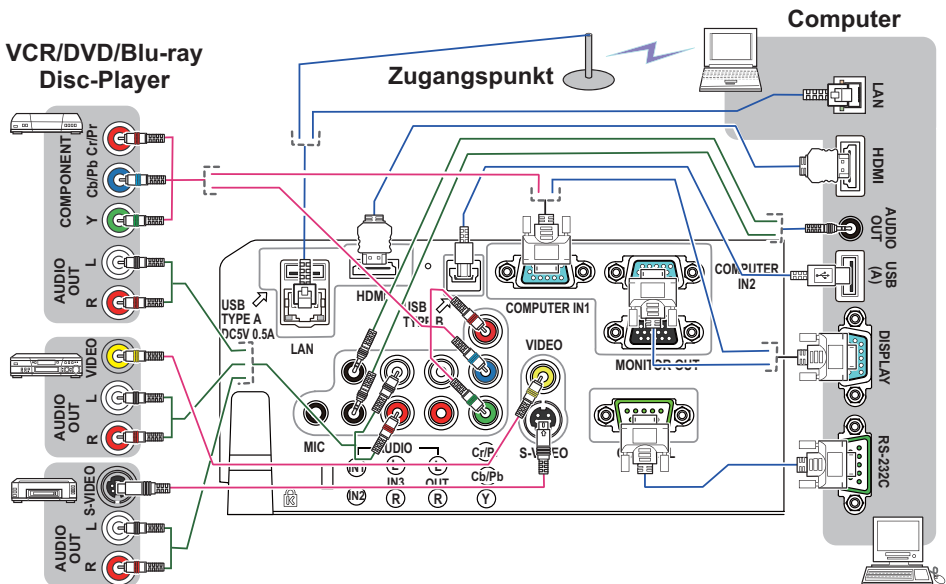 Computer
VCR/DVD/Blu-ray
Disc-Player
Zugangspunkt
LAN
HDMI
AUDIO
OUT
USB
(A)
DISPLAY
RS-232C
COMPONENT
Cr/Pr
Cb/Pb
Y
AUDIO
OUT
L
R
VIDEO
AUDIO
OUT
L
R
S-VIDEO
AUDIO
OUT
L
R
USB
TYPE A
DC5V 0.5A
LAN
HDMI
USB
TYPE B
COMPUTER IN1
COMPUTER
IN2
MONITOR OUT
VIDEO
S-VIDEO
MIC
AUDIO
IN1
L
L
Cr/Pr
IN3
OUT
Cb/Pb
IN2
R
R
Y
K